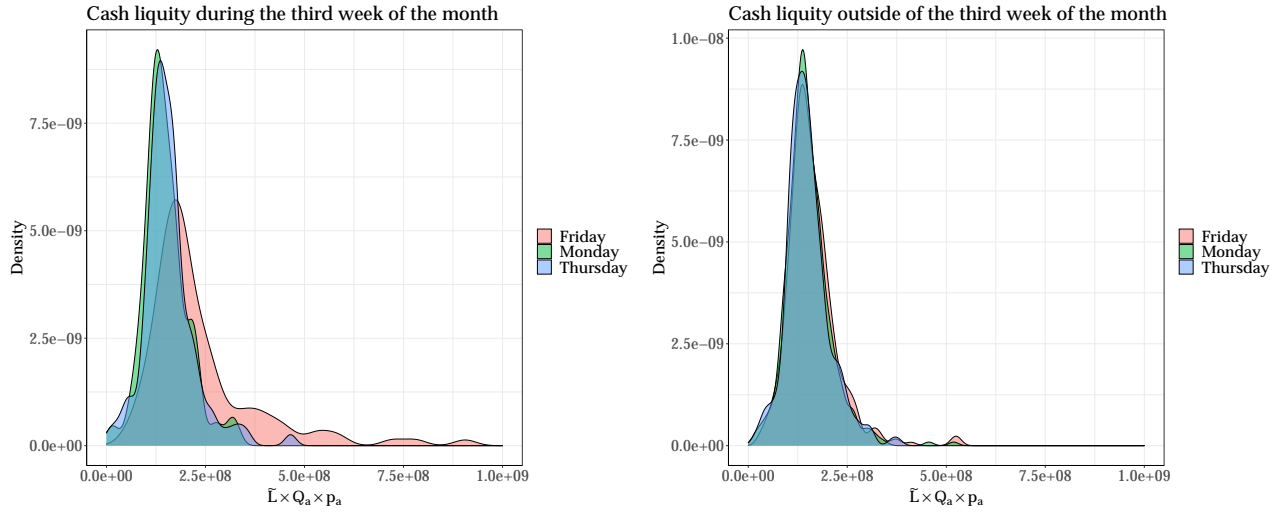 Cash liquity during the third week of the month
7.5e−09
5.0e−09
2.5e−09
0.0e+00
Density
0.0e+00 2.5e+08 5.0e+08 7.5e+08 1.0e+09
L̃ × Qₐ × pₐ
Friday
Monday
Thursday
Cash liquity outside of the third week of the month
1.0e−08
7.5e−09
5.0e−09
2.5e−09
0.0e+00
Density
0.0e+00 2.5e+08 5.0e+08 7.5e+08 1.0e+09
L̃ × Qₐ × pₐ
Friday
Monday
Thursday